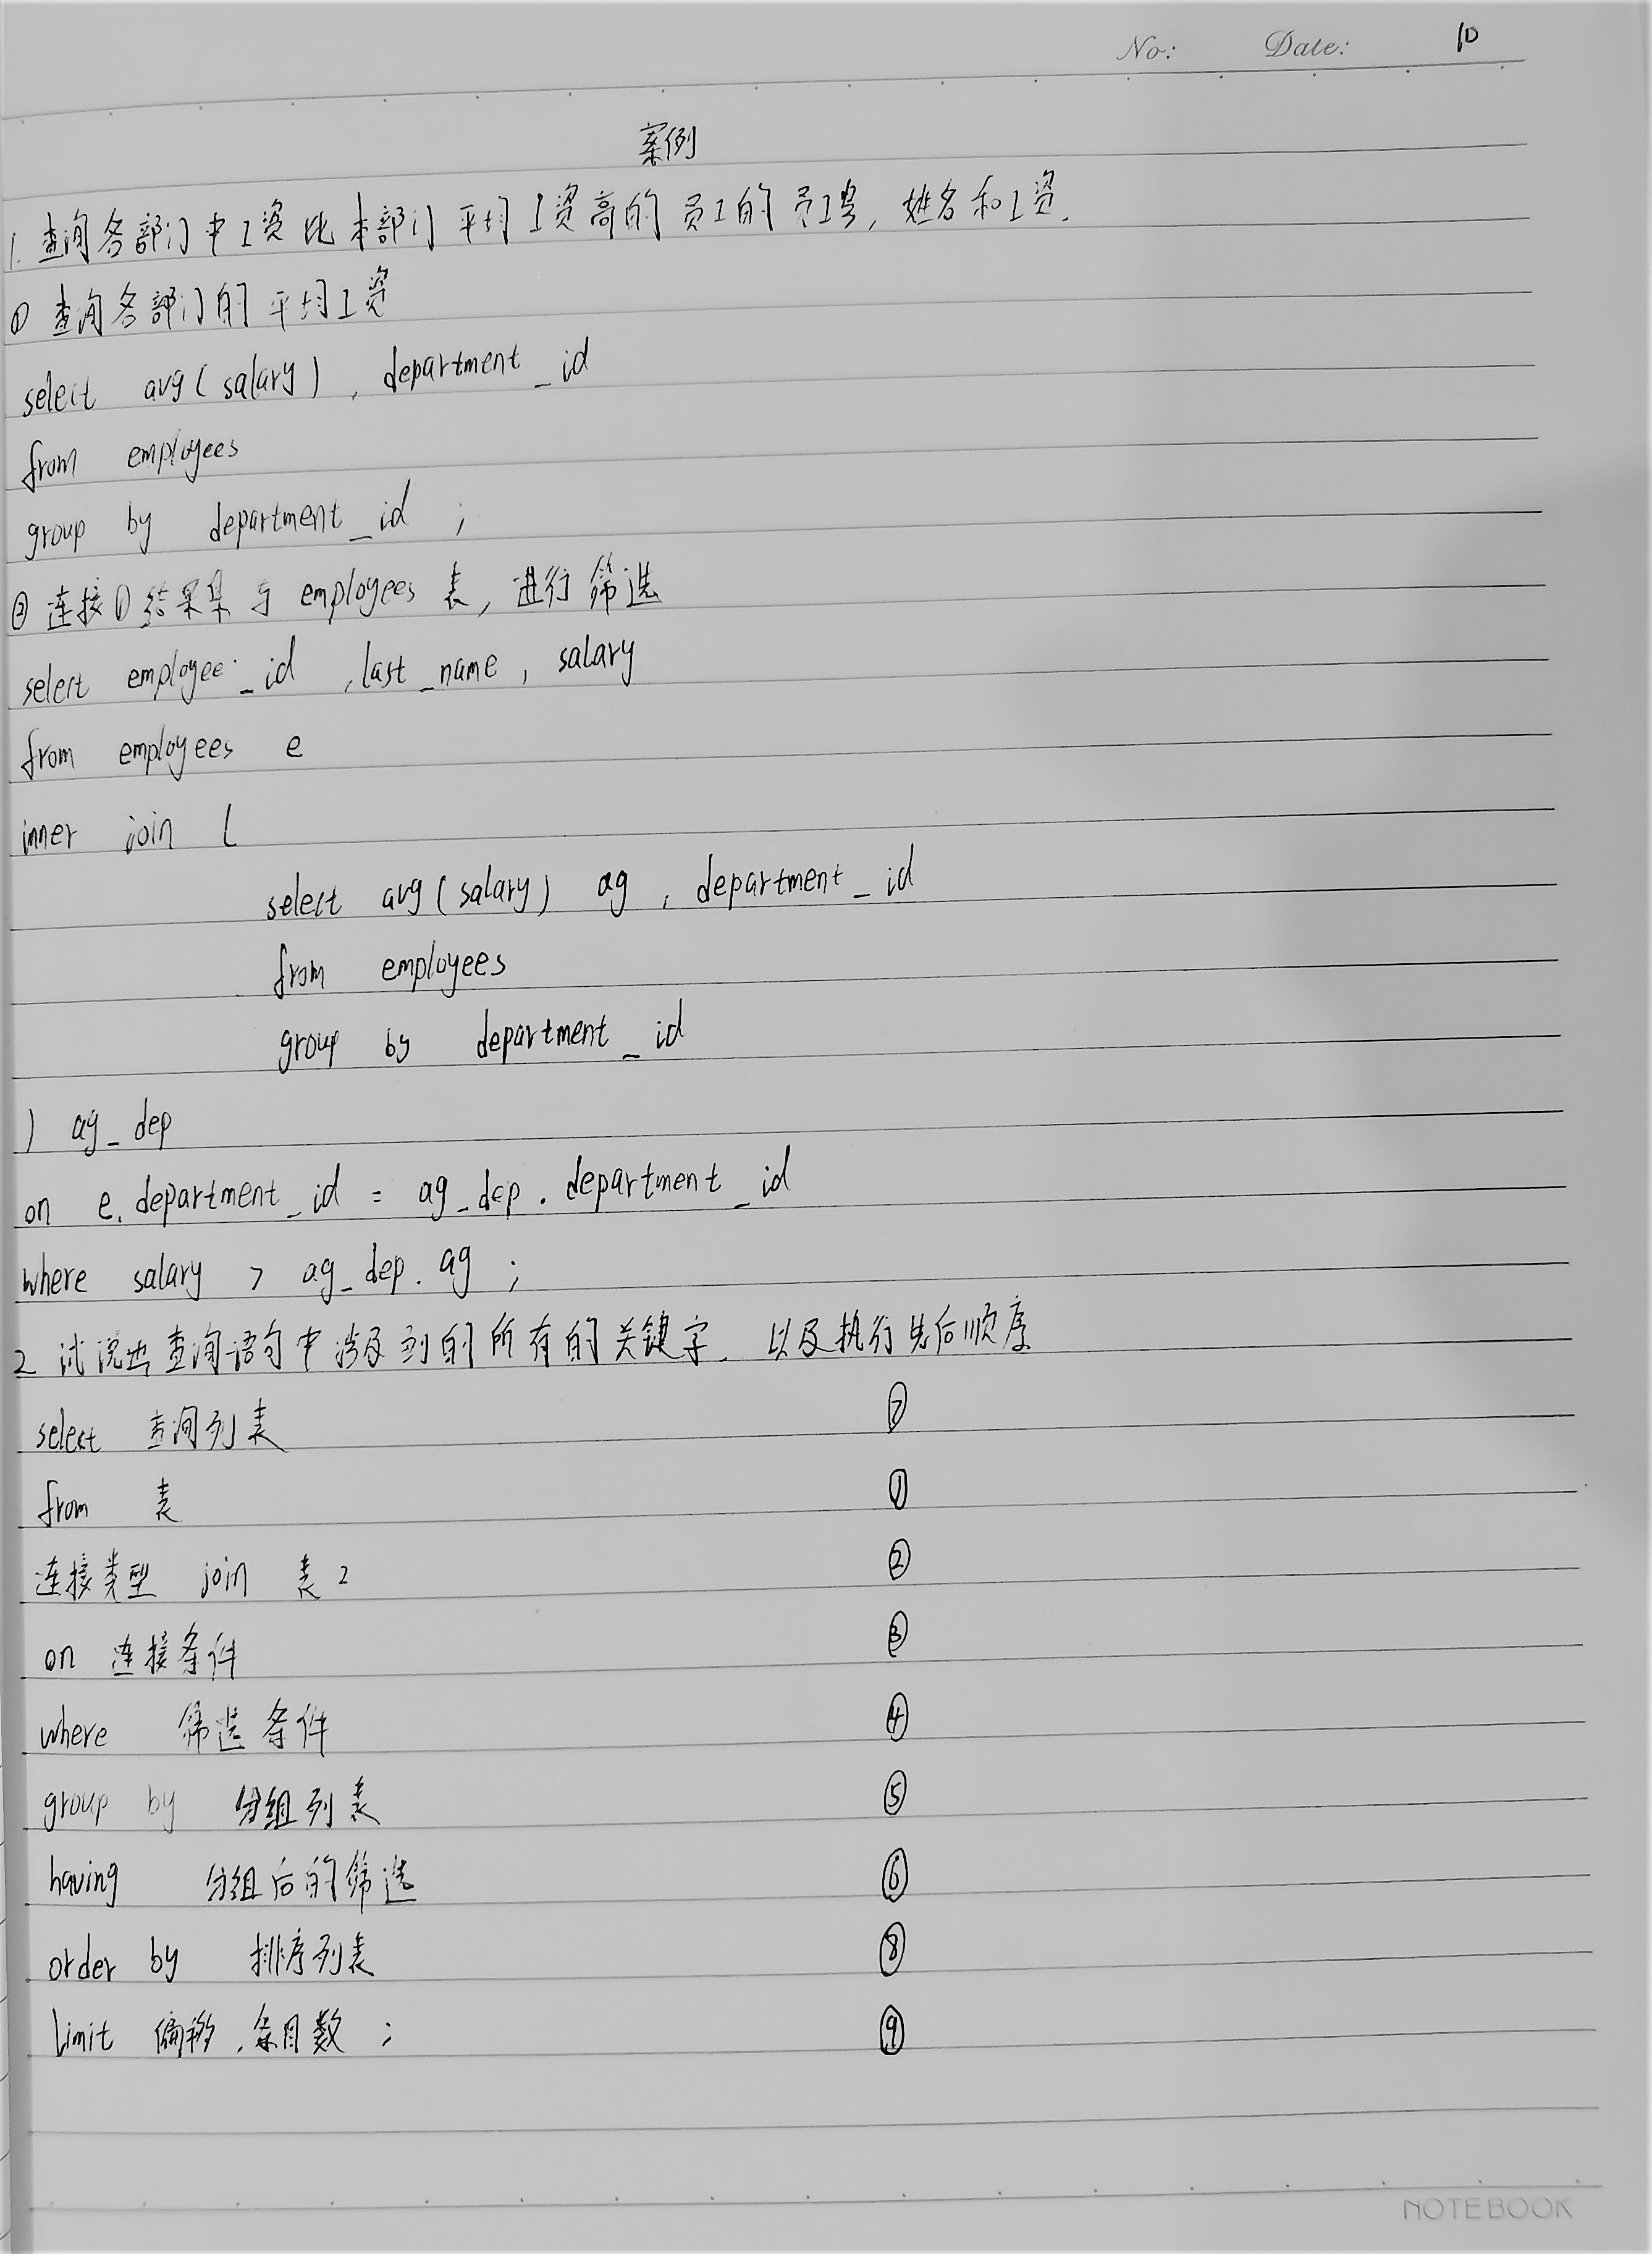 No: Date: 10
案例
1. 查询各部门中工资比本部门平均工资高的员工的员工号, 姓名和工资.
① 查询各部门的平均工资
select avg(salary) , department_id
from employees
group by department_id ;
② 连接①结果集与employees表, 进行筛选
select employee_id , last_name , salary
from employees e
inner join (
select avg(salary) ag , department_id
from employees
group by department_id
) ag_dep
on e.department_id = ag_dep.department_id
where salary > ag_dep.ag ;
2 试说出查询语句中涉及到的所有的关键字, 以及执行先后顺序
select 查询列表 ⑦
from 表 ①
连接类型 join 表2 ②
on 连接条件 ③
where 筛选条件 ④
group by 分组列表 ⑤
having 分组后的筛选 ⑥
order by 排序列表 ⑧
limit 偏移, 条目数 ; ⑨
NOTEBOOK